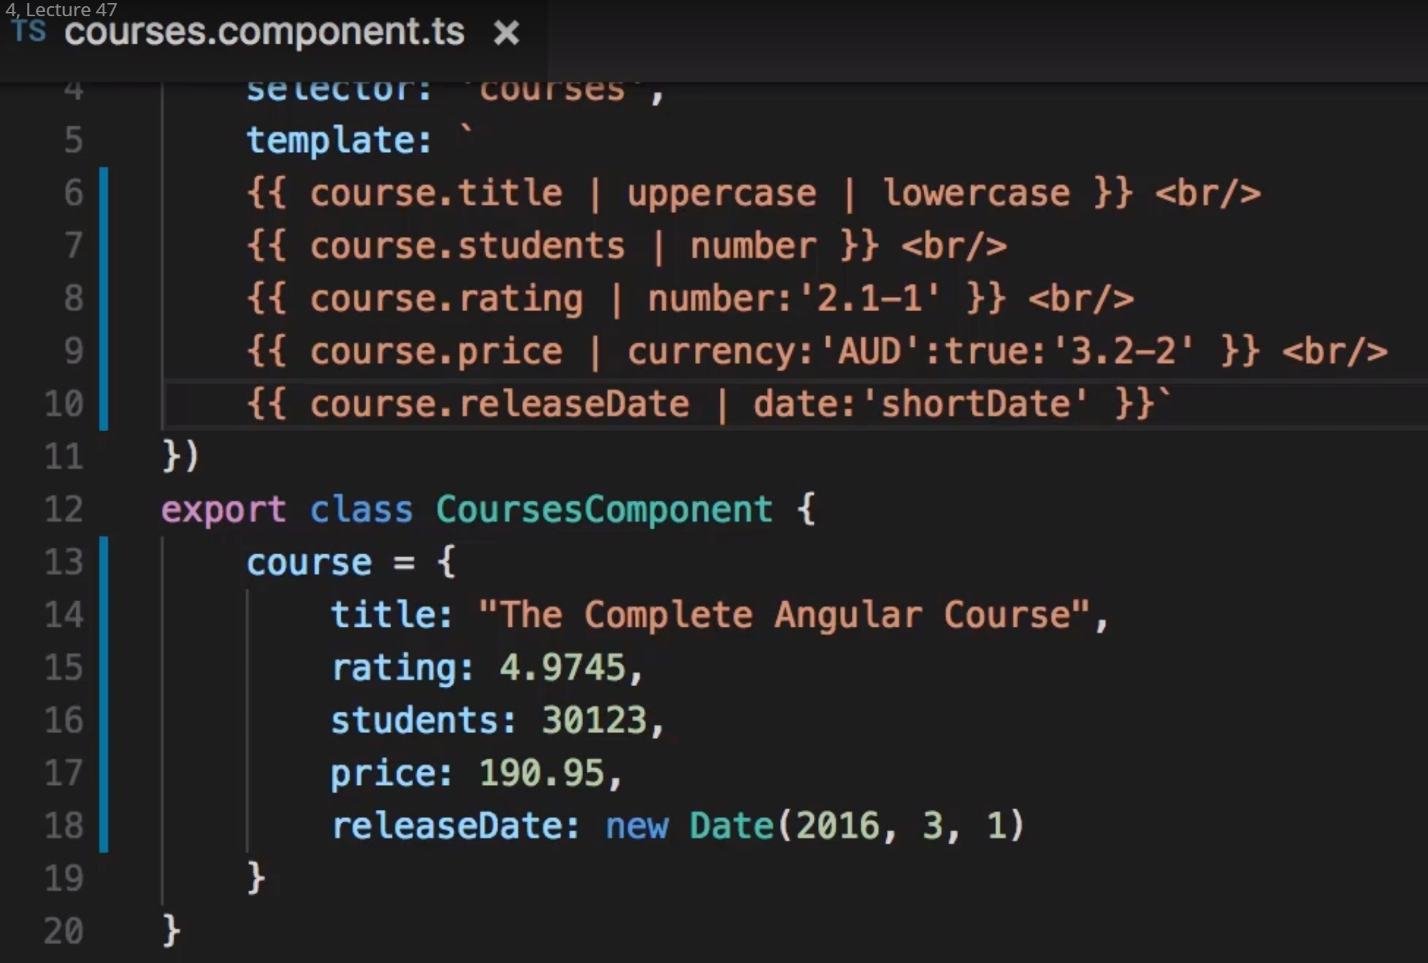 4, Lecture 47
TS courses.component.ts ×
4 selector: 'courses',
5 template: `
6 {{ course.title | uppercase | lowercase }} <br/>
7 {{ course.students | number }} <br/>
8 {{ course.rating | number:'2.1-1' }} <br/>
9 {{ course.price | currency:'AUD':true:'3.2-2' }} <br/>
10 {{ course.releaseDate | date:'shortDate' }}`
11 })
12 export class CoursesComponent {
13 course = {
14 title: "The Complete Angular Course",
15 rating: 4.9745,
16 students: 30123,
17 price: 190.95,
18 releaseDate: new Date(2016, 3, 1)
19 }
20 }